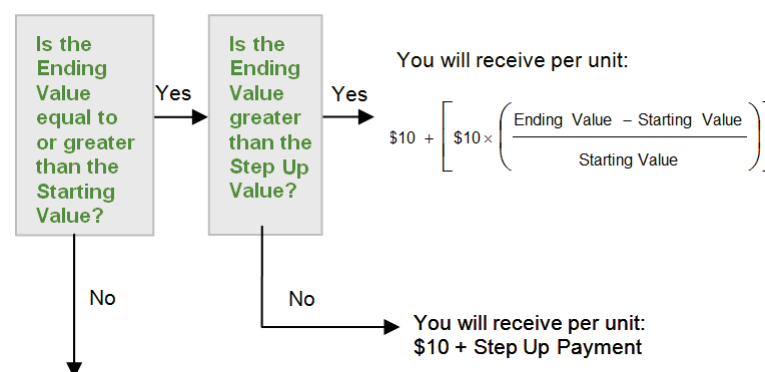 Is the
Ending
Value
equal to
or greater
than the
Starting
Value?
Yes
Is the
Ending
Value
greater
than the
Step Up
Value?
Yes
You will receive per unit:
$10 + [ $10 × ( Ending Value – Starting Value
Starting Value ) ]
No
No
You will receive per unit:
$10 + Step Up Payment